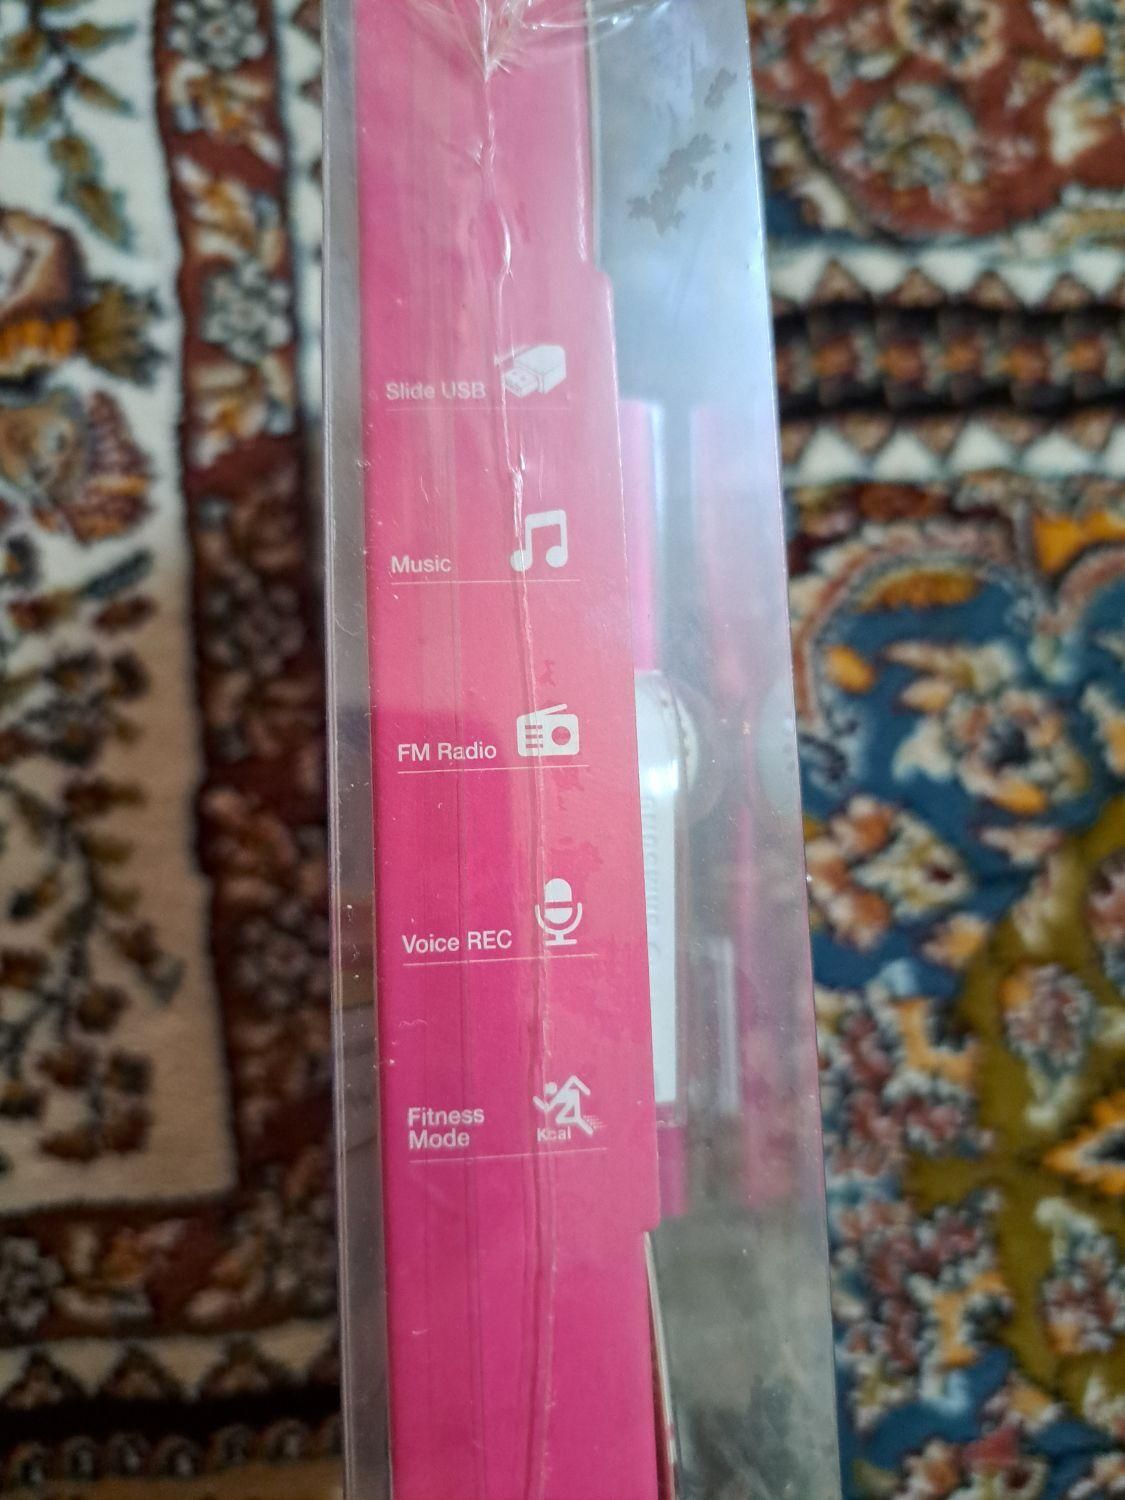 Slide USB
Music
FM Radio
Voice REC
Fitness
Mode
Kcal